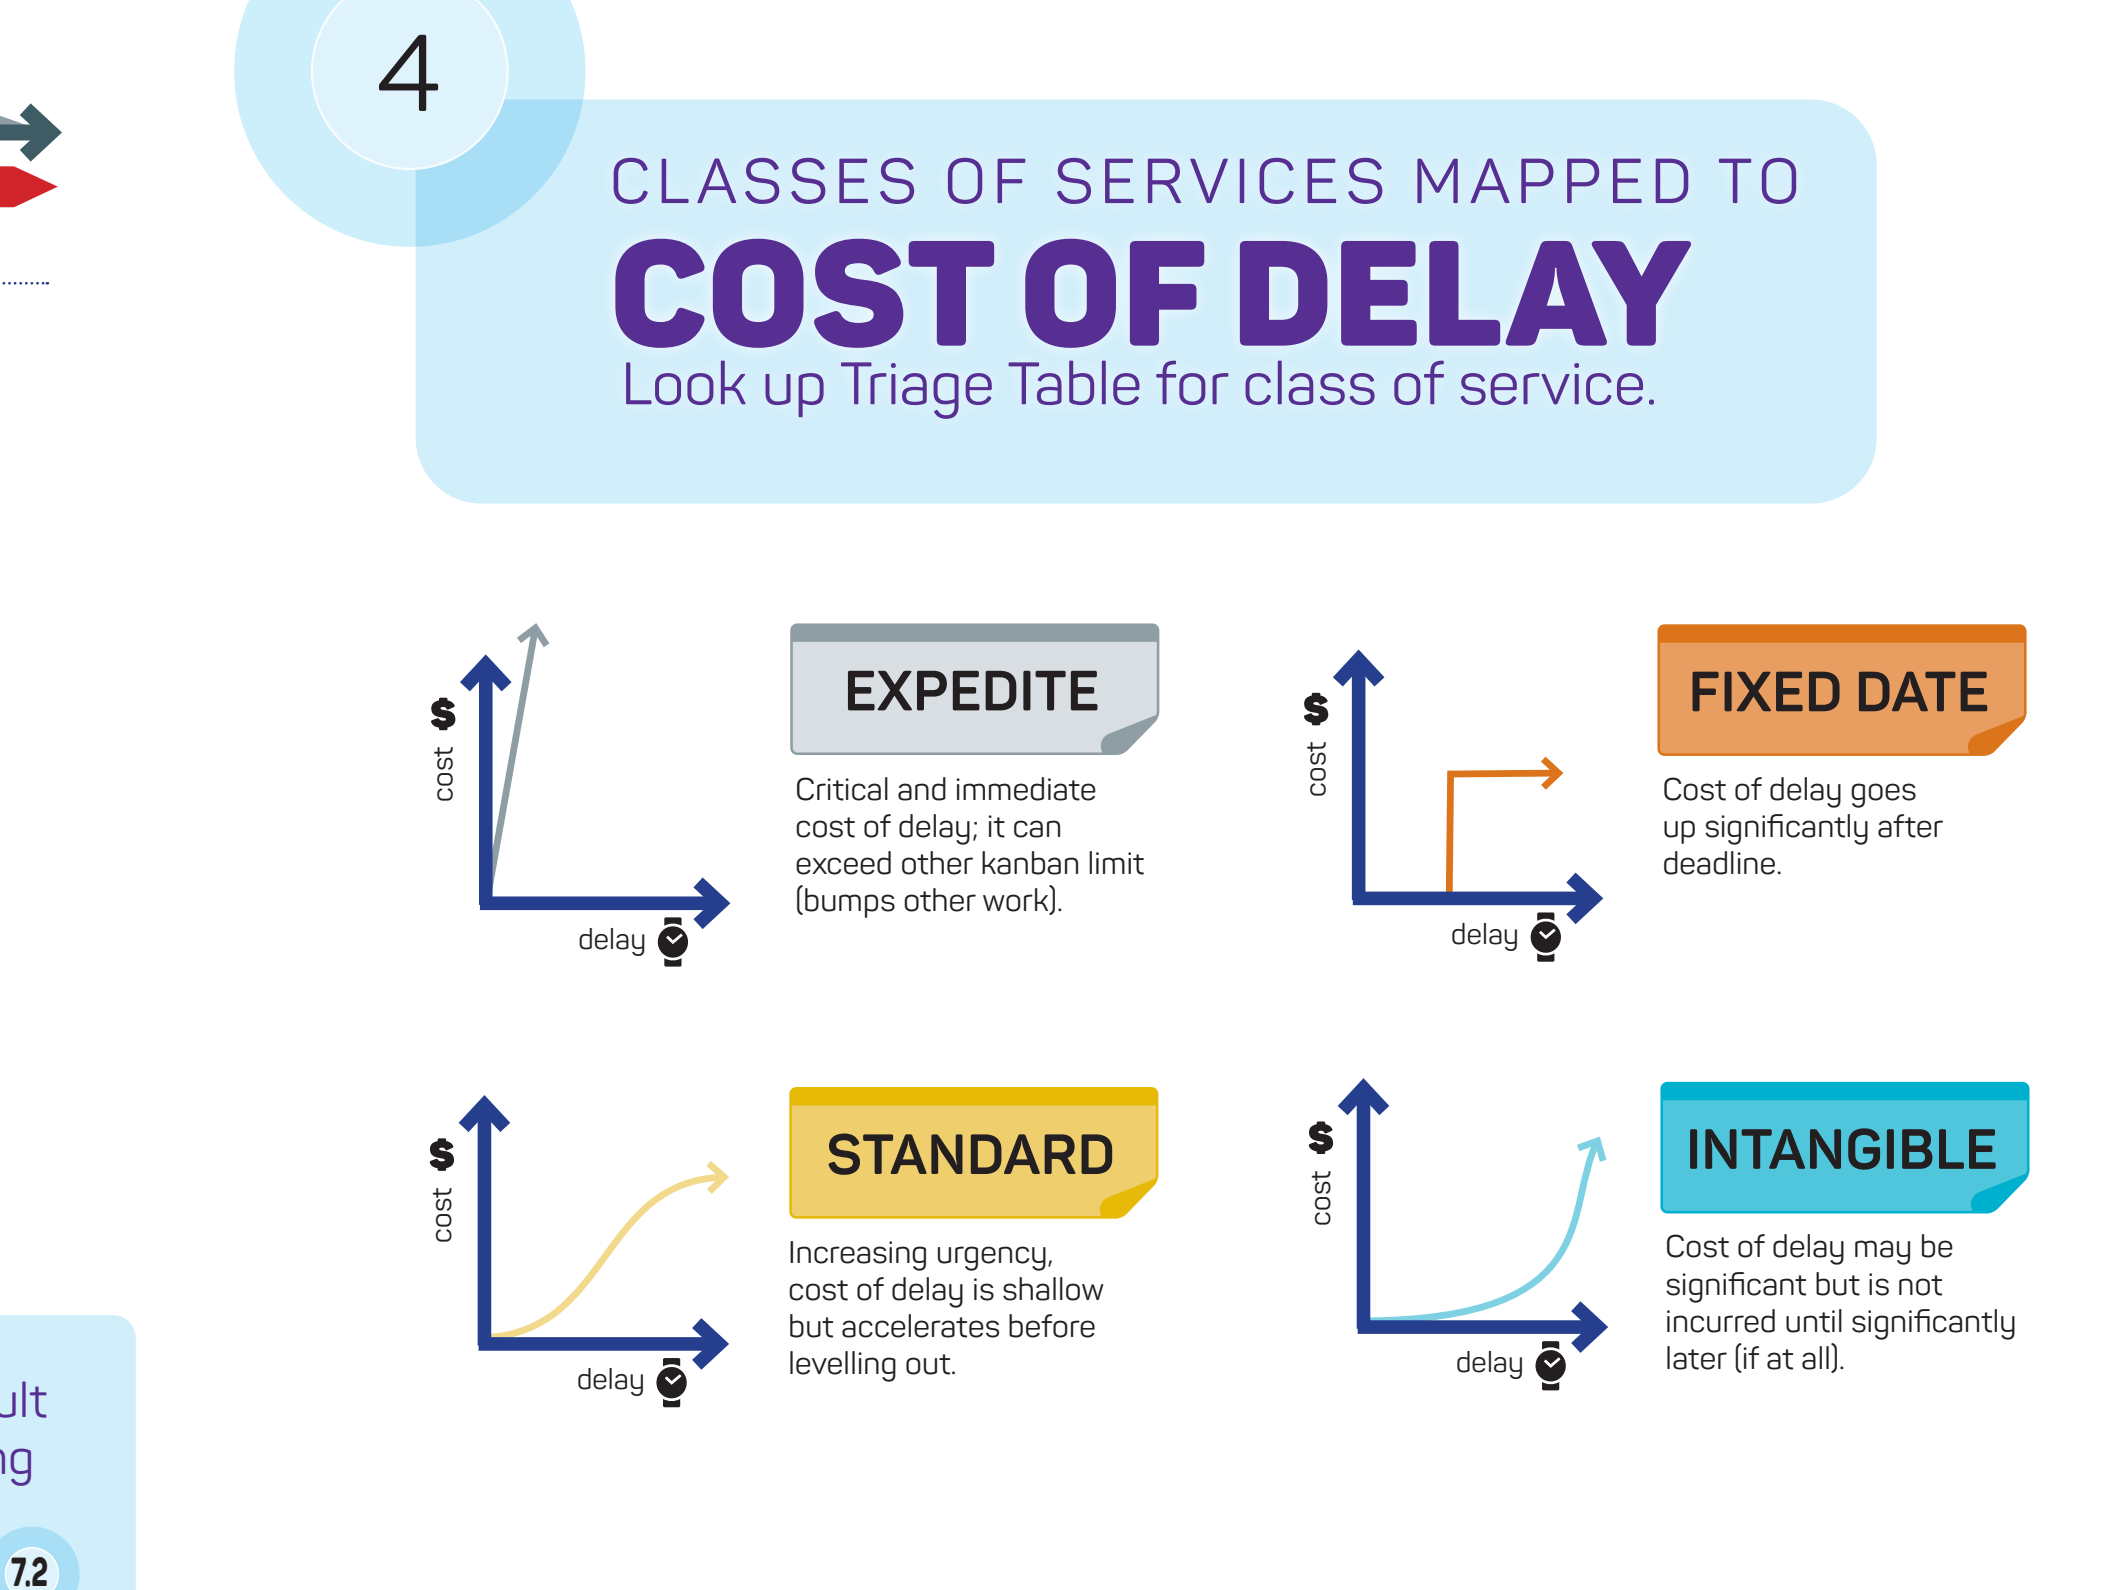 4
CLASSES OF SERVICES MAPPED TO
COST OF DELAY
Look up Triage Table for class of service.
$
cost
delay
EXPEDITE
Critical and immediate
cost of delay; it can
exceed other kanban limit
(bumps other work).
$
cost
delay
FIXED DATE
Cost of delay goes
up significantly after
deadline.
$
cost
delay
STANDARD
Increasing urgency,
cost of delay is shallow
but accelerates before
levelling out.
$
cost
delay
INTANGIBLE
Cost of delay may be
significant but is not
incurred until significantly
later (if at all).
7.2